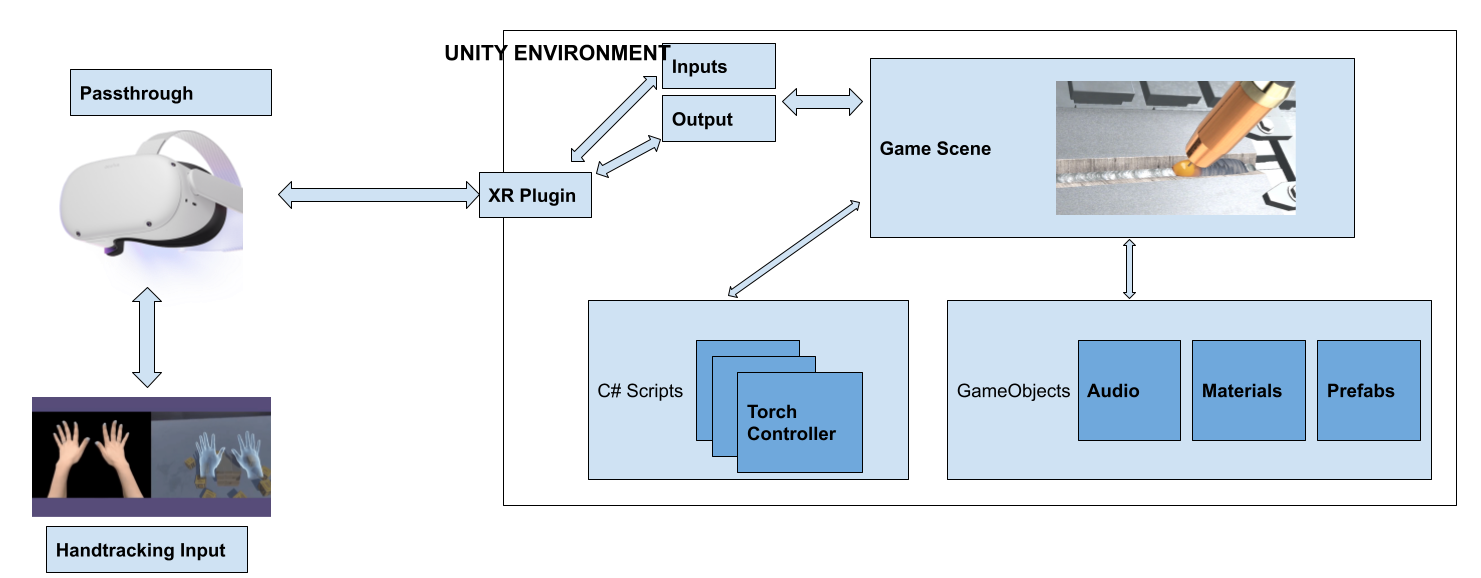 UNITY ENVIRONMENT
Inputs
Passthrough
Output
Game Scene
XR Plugin
C# Scripts
Torch
Controller
GameObjects
Audio
Materials
Prefabs
Handtracking Input